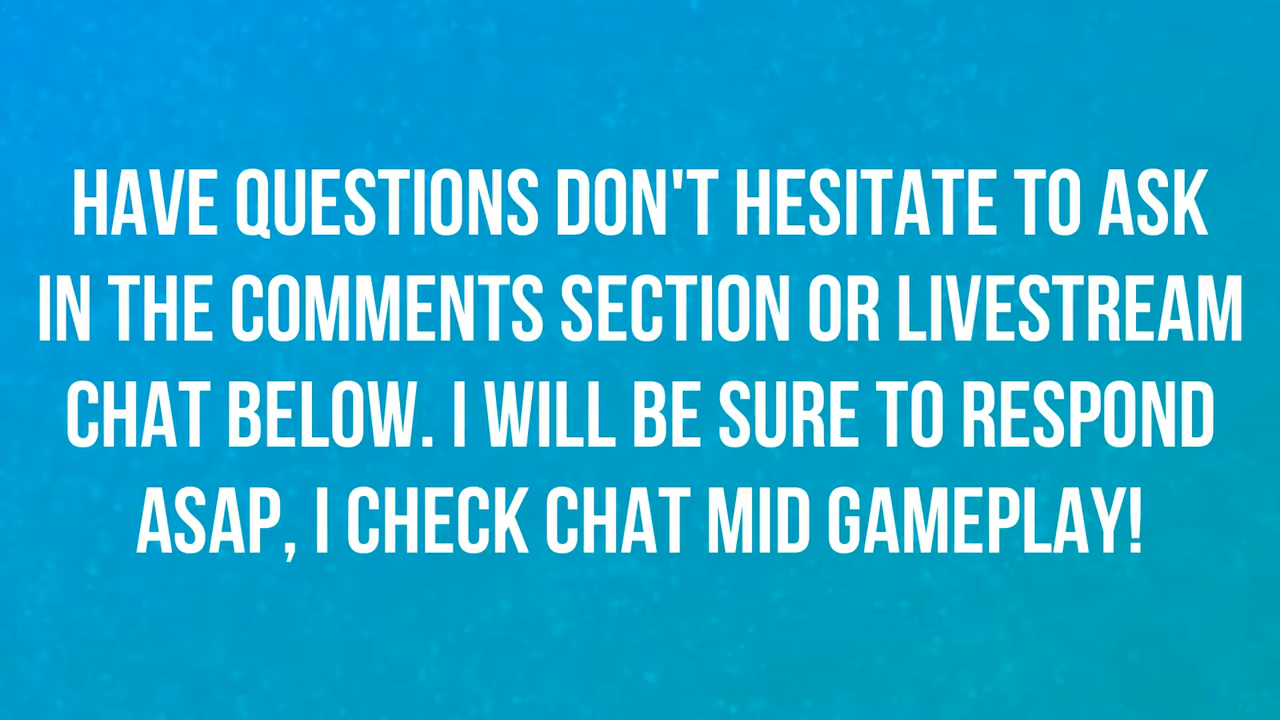 HAVE QUESTIONS DON'T HESITATE TO ASK
IN THE COMMENTS SECTION OR LIVESTREAM
CHAT BELOW. I WILL BE SURE TO RESPOND
ASAP, I CHECK CHAT MID GAMEPLAY!